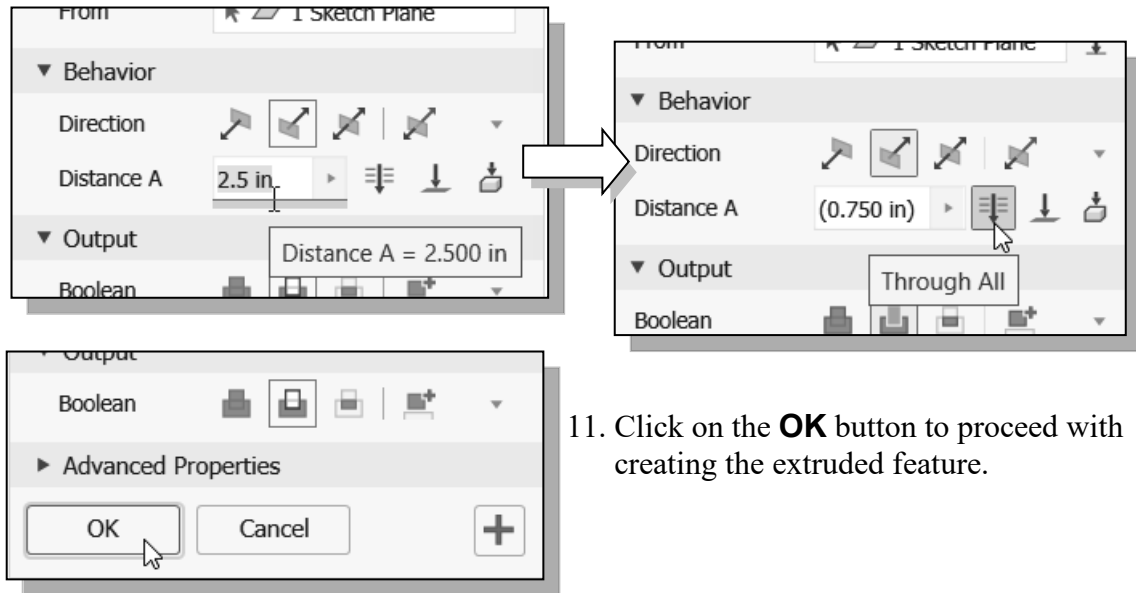 From
1 Sketch Plane
Behavior
Direction
Distance A
2.5 in
Output
Distance A = 2.500 in
Boolean
From
1 Sketch Plane
Behavior
Direction
Distance A
(0.750 in)
Output
Through All
Boolean
Output
Boolean
Advanced Properties
OK
Cancel
11. Click on the OK button to proceed with
creating the extruded feature.